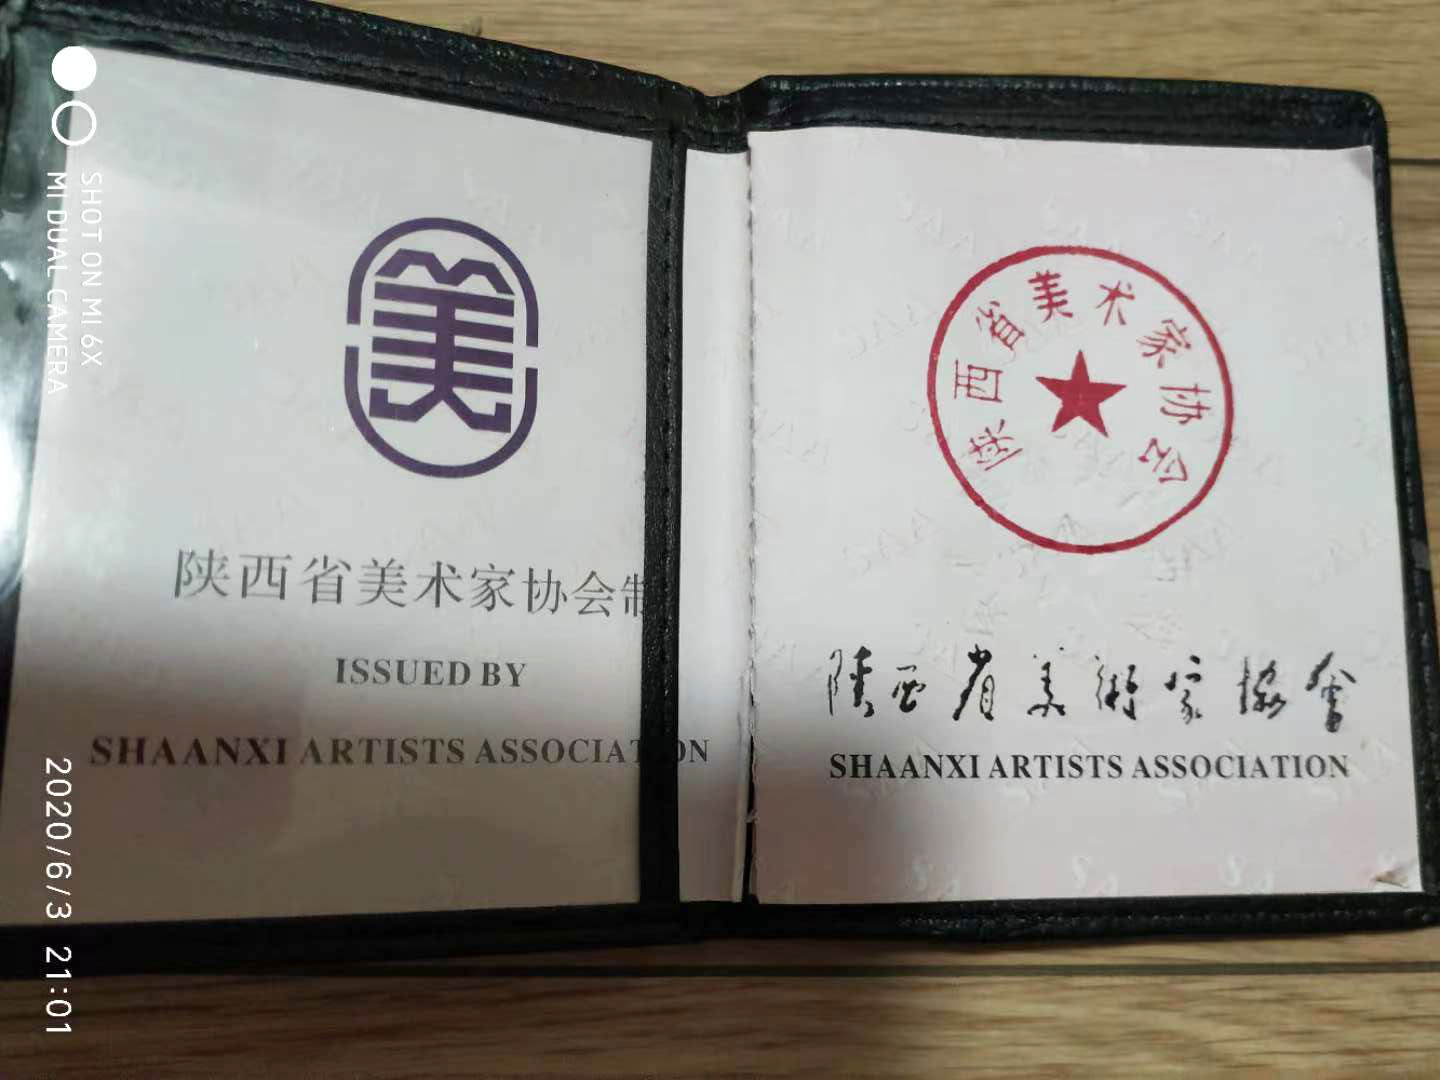 SHOT ON MI 6X
MI DUAL CAMERA
2020/6/3 21:01
美
陕西省美术家协会制
ISSUED BY
SHAANXI ARTISTS ASSOCIATION
陕西省美术家协会
陕西省美術家協會
SHAANXI ARTISTS ASSOCIATION